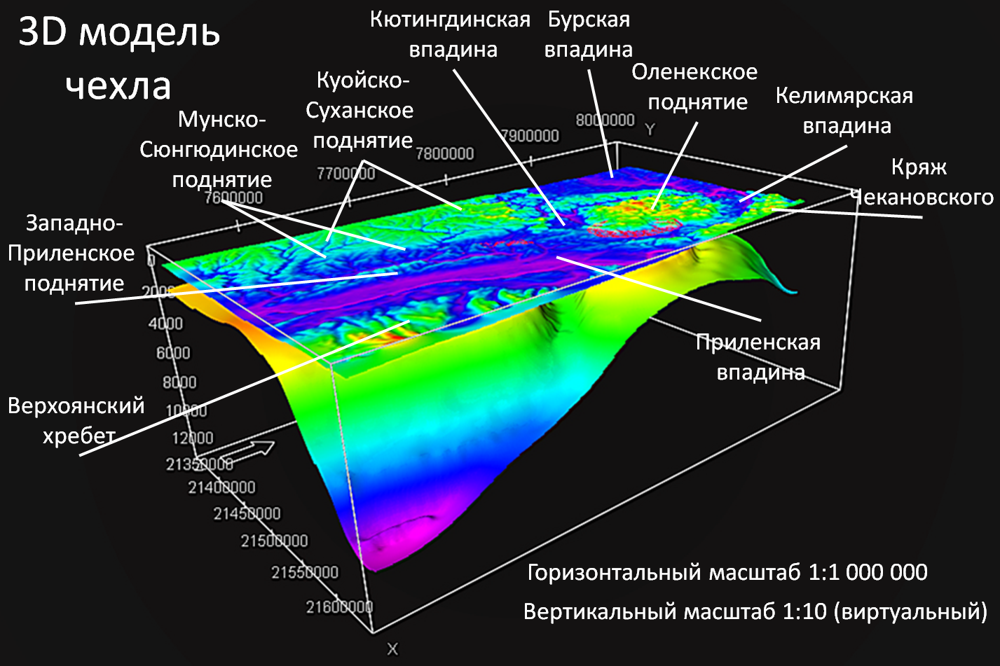 3D модель
чехла
Кютингдинская
впадина
Бурская
впадина
Куойско-
Суханское
поднятие
Оленекское
поднятие
Келимярская
впадина
Мунско-
Сюнгюдинское
поднятие
Кряж
Чекановского
Западно-
Приленское
поднятие
Верхоянский
хребет
Приленская
впадина
7600000
7700000
7800000
7900000
8000000
Y
0
2000
4000
6000
8000
10000
12000
21350000
21400000
21450000
21500000
21550000
21600000
X
Горизонтальный масштаб 1:1 000 000
Вертикальный масштаб 1:10 (виртуальный)